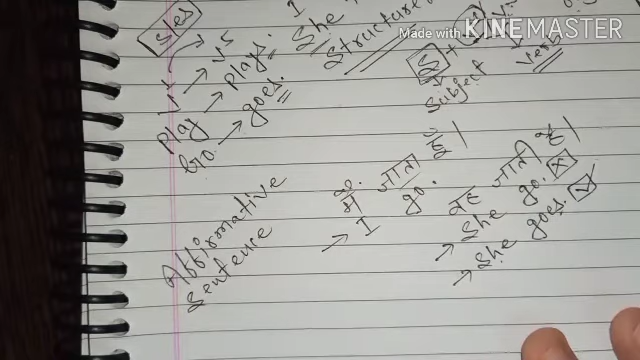 s/es
I
She
Structure
Made with KINEMASTER
V → V5
Play → plays.
Go → goes.
S +
Subject
Verb
Affirmative
Sentence
मैं जाता हूँ।
→ I go.
वह जाती है।
→ She go.
→ She goes.